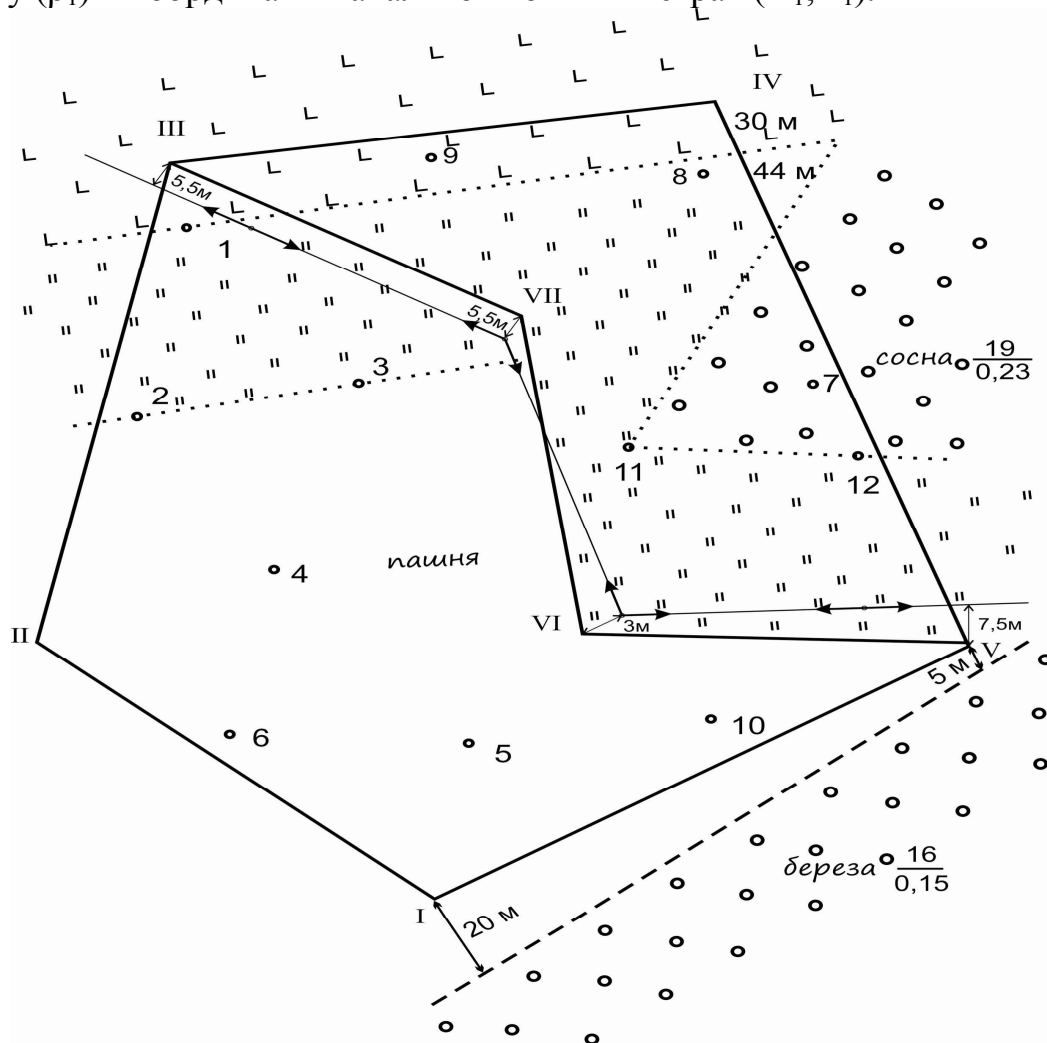 IV
III
30 м
9
5,5м
8
44 м
1
VII
5,5м
3
сосна 19
0,23
2
7
11
12
пашня
4
II
VI
3м
7,5м
V
5 м
6
5
10
береза 16
0,15
I
20 м